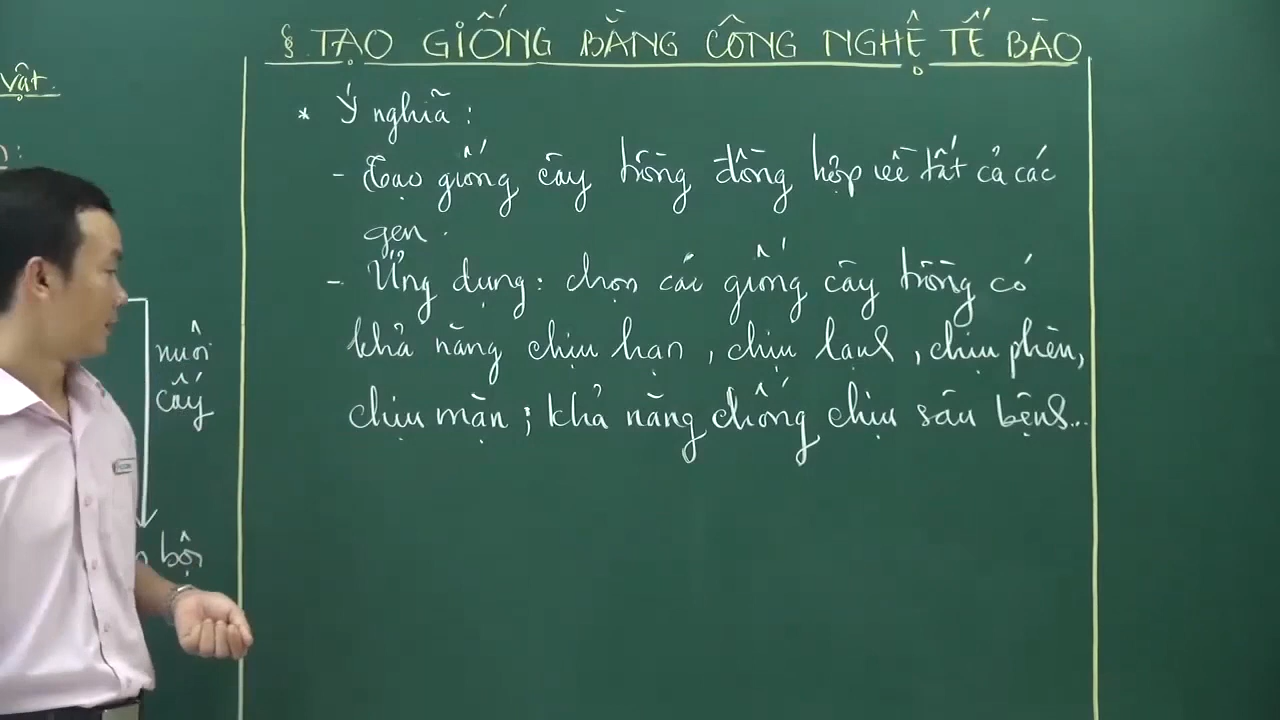 §. TẠO GIỐNG BẰNG CÔNG NGHỆ TẾ BÀO
vật.
* Ý nghĩa:
- Tạo giống cây trồng đồng hợp về tất cả các
gen.
- Ứng dụng: chọn các giống cây trồng có
khả năng chịu hạn, chịu lạnh, chịu phèn,
chịu mặn; khả năng chống chịu sâu bệnh...
nuôi
cấy
bội